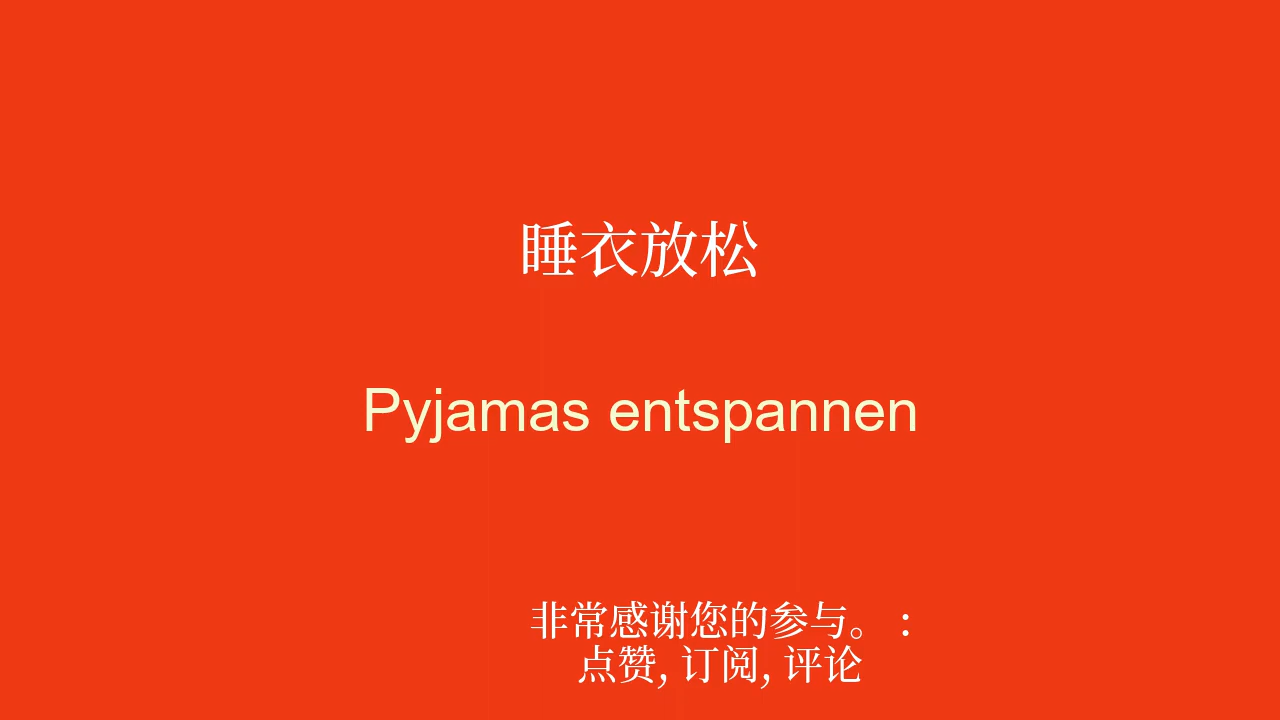 睡衣放松
Pyjamas entspannen
非常感谢您的参与。 :
点赞, 订阅, 评论